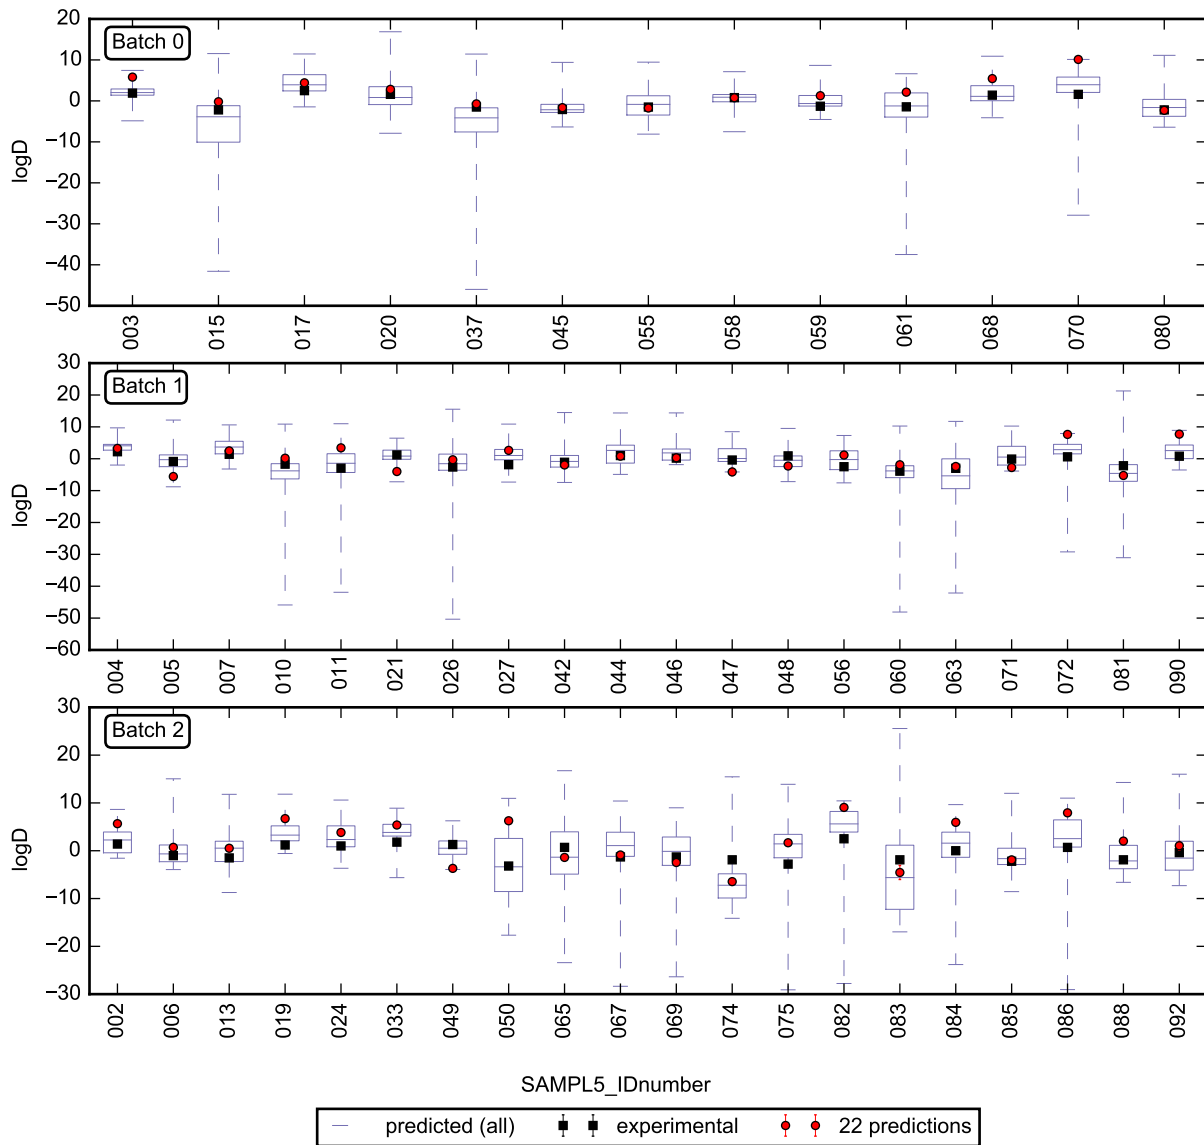 Batch 0
logD
20
10
0
−10
−20
−30
−40
−50
003 015 017 020 037 045 055 058 059 061 068 070 080
Batch 1
logD
30
20
10
0
−10
−20
−30
−40
−50
−60
004 005 007 010 011 021 026 027 042 044 046 047 048 056 060 063 071 072 081 090
Batch 2
logD
30
20
10
0
−10
−20
−30
002 006 013 019 024 033 049 050 065 067 069 074 075 082 083 084 085 086 088 092
SAMPL5_IDnumber
predicted (all) experimental 22 predictions